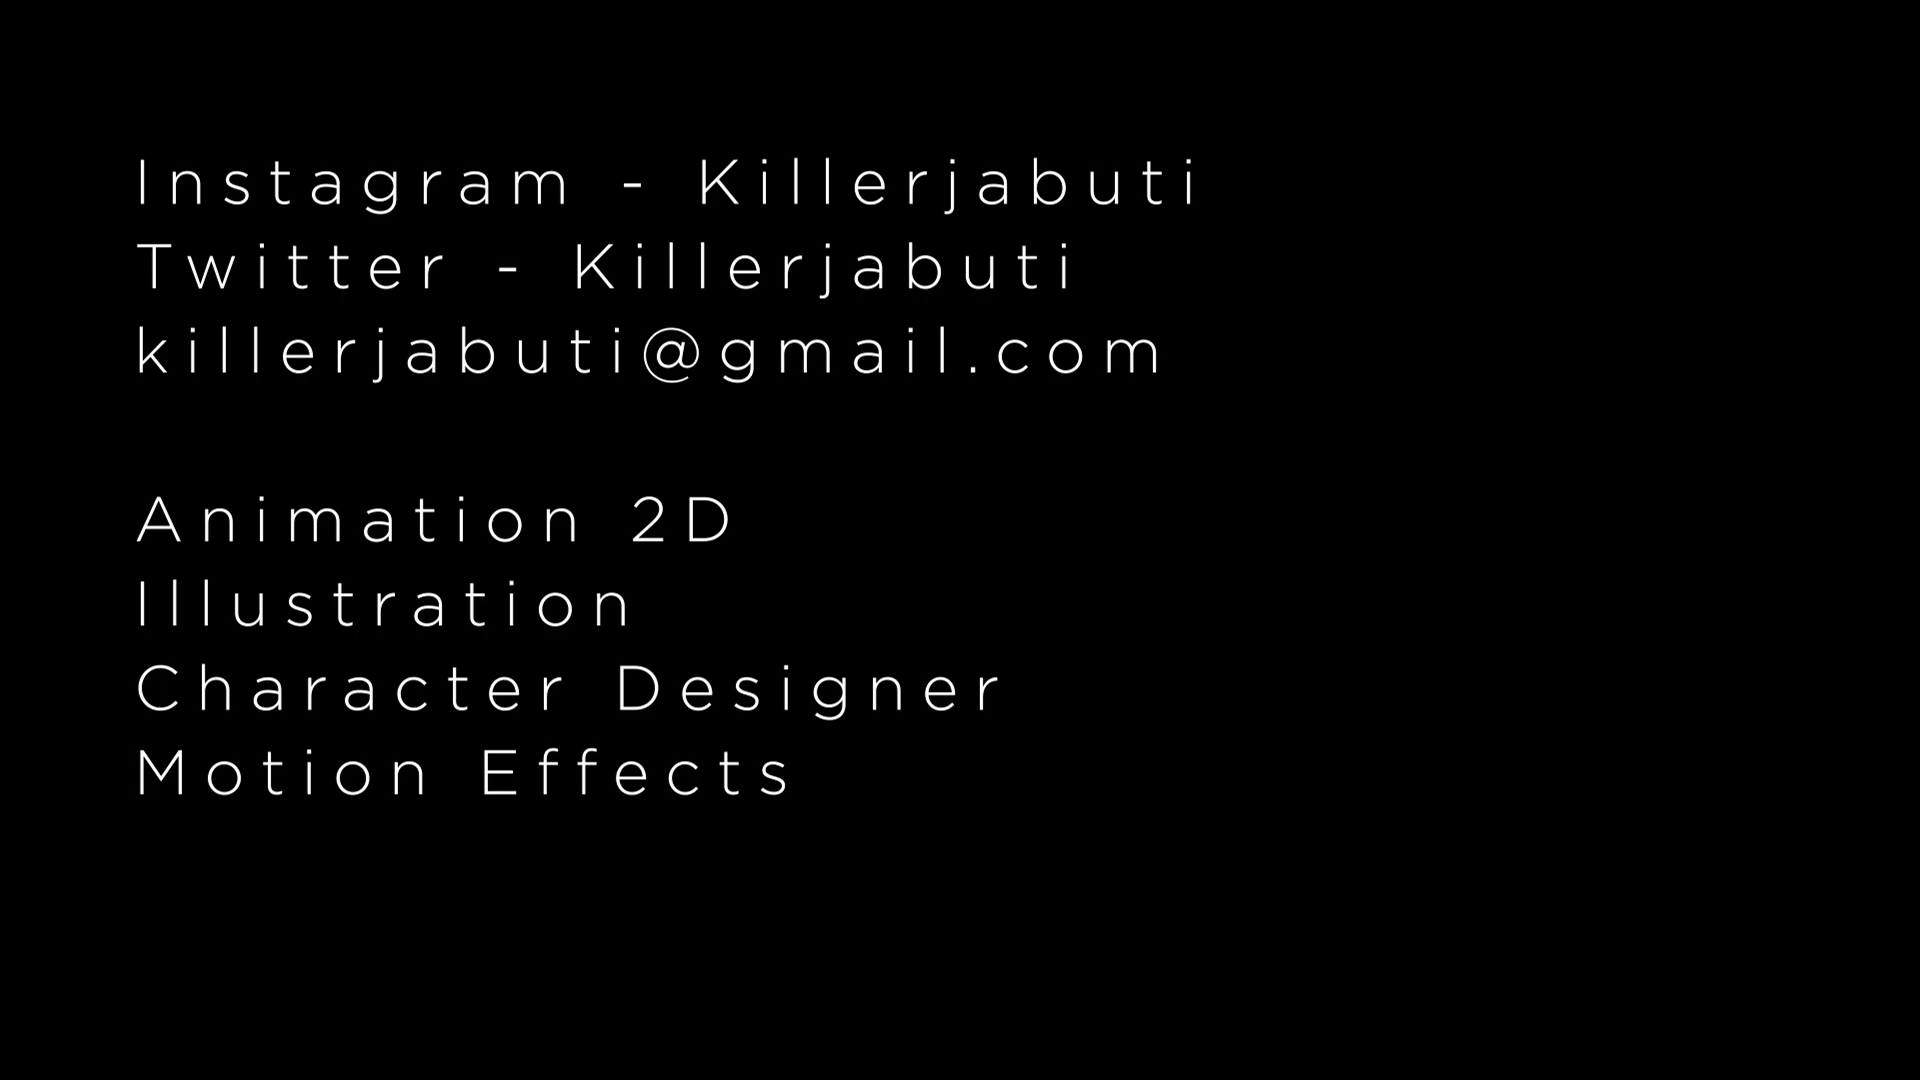 Instagram - Killerjabuti
Twitter - Killerjabuti
killerjabuti@gmail.com
Animation 2D
Illustration
Character Designer
Motion Effects